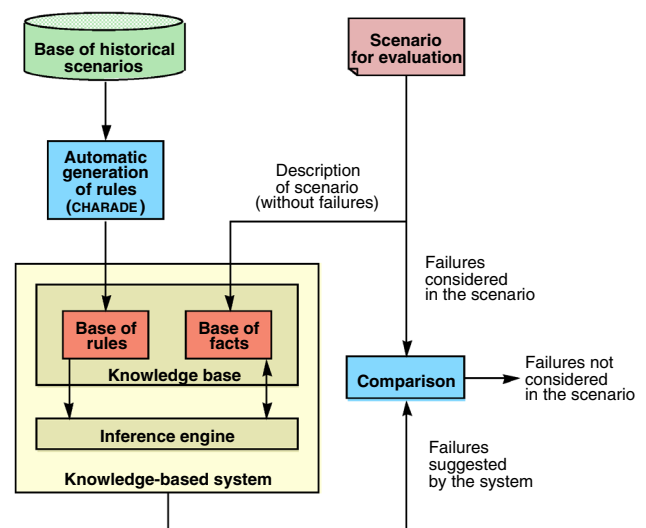 Base of historical
scenarios
Scenario
for evaluation
Automatic
generation
of rules
(CHARADE)
Description
of scenario
(without failures)
Failures
considered
in the scenario
Base of
rules
Base of
facts
Knowledge base
Comparison
Failures not
considered
in the scenario
Inference engine
Failures
suggested
by the system
Knowledge-based system